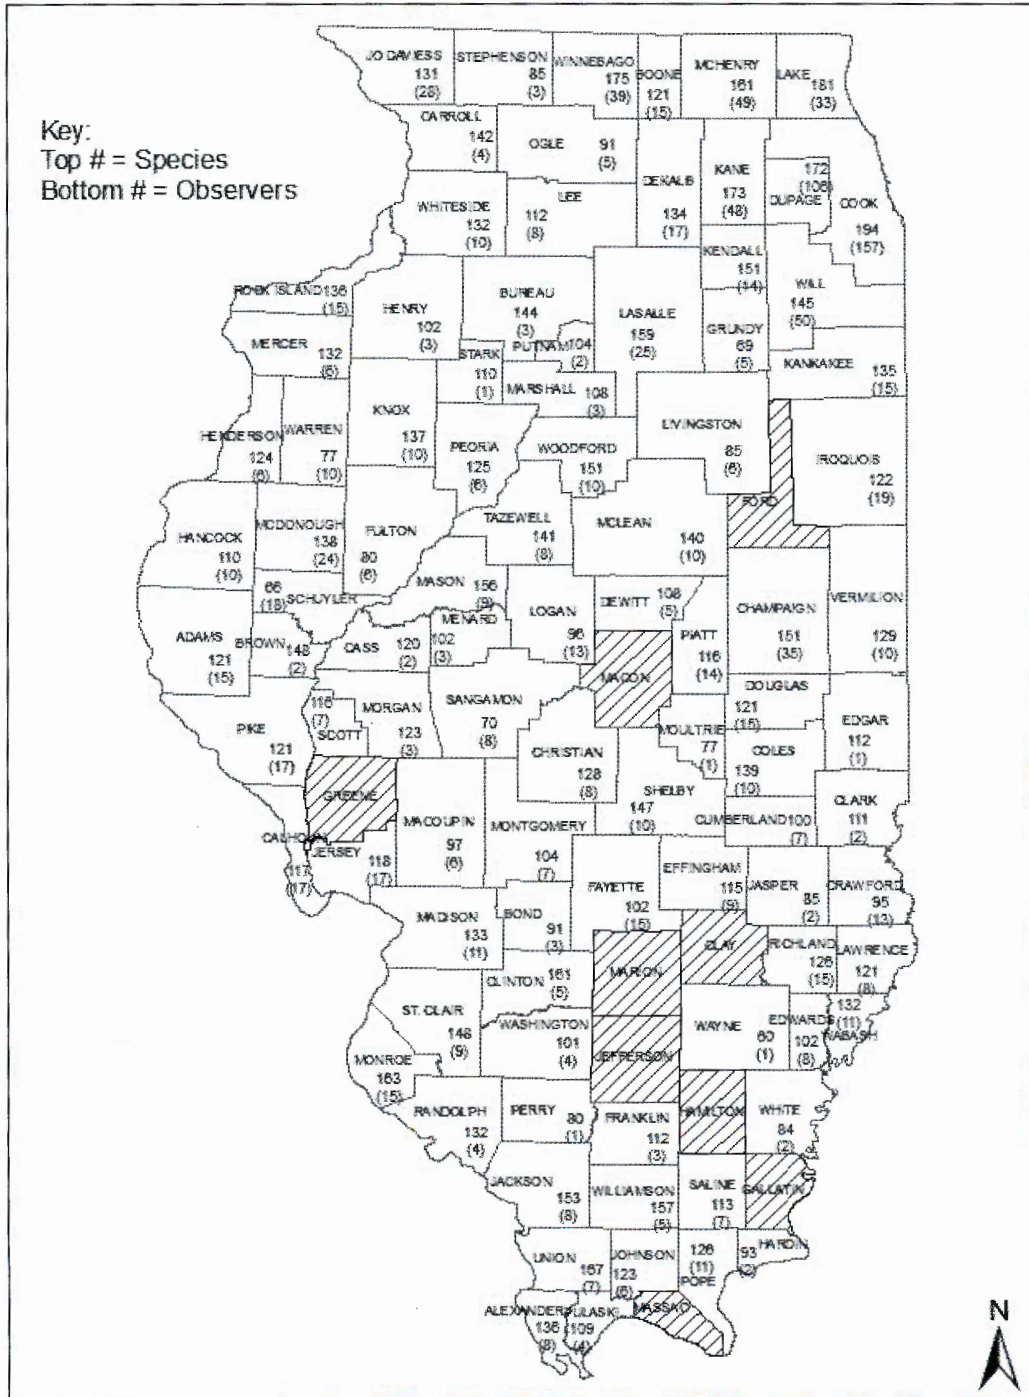 Key:
Top # = Species
Bottom # = Observers
JO DAVIESS
131
(28)
STEPHENSON
85
(3)
WINNEBAGO
175
(39)
BOONE
121
(15)
MCHENRY
161
(49)
LAKE
181
(33)
CARROLL
142
(4)
OGLE
91
(5)
DEKALB
134
(17)
KANE
173
(48)
172
(106)
DUPAGE
COOK
194
(157)
WHITESIDE
132
(10)
LEE
112
(8)
KENDALL
151
(14)
WILL
145
(50)
ROCK ISLAND 136
(15)
HENRY
102
(3)
BUREAU
144
(3)
LASALLE
159
(25)
GRUNDY
69
(5)
KANKAKEE
135
(15)
MERCER
132
(6)
STARK
110
(1)
PUTNAM 104
(2)
MARSHALL 108
(3)
HENDERSON
124
(6)
WARREN
77
(10)
KNOX
137
(10)
PEORIA
125
(6)
WOODFORD
151
(10)
LIVINGSTON
85
(6)
FORD
IROQUOIS
122
(19)
HANCOCK
110
(10)
MCDONOUGH
138
(24)
FULTON
80
(6)
TAZEWELL
141
(8)
MCLEAN
140
(10)
66
(18)
SCHUYLER
MASON 156
(9)
LOGAN
96
(13)
DEWITT 108
(5)
PIATT
116
(14)
CHAMPAIGN
151
(35)
VERMILION
129
(10)
ADAMS
121
(15)
BROWN 148
(2)
CASS 120
(2)
MENARD
102
(3)
MACON
DOUGLAS
121
(15)
PIKE
121
(17)
116
(7)
SCOTT
MORGAN
123
(3)
SANGAMON
70
(8)
CHRISTIAN
128
(8)
MOULTRIE
77
(1)
COLES
139
(10)
EDGAR
112
(1)
GREENE
MACOUPIN
97
(6)
MONTGOMERY
104
(7)
SHELBY
147
(10)
CUMBERLAND 100
(7)
CLARK
111
(2)
CALHOUN
117
(17)
JERSEY
118
(17)
MADISON
133
(11)
BOND
91
(3)
FAYETTE
102
(15)
EFFINGHAM
115
(9)
JASPER
85
(2)
CRAWFORD
95
(13)
CLAY
RICHLAND
126
(15)
LAWRENCE
121
(8)
CLINTON 161
(5)
MARION
ST. CLAIR
148
(9)
WASHINGTON
101
(4)
JEFFERSON
WAYNE
60
(1)
EDWARDS
102
(8)
132
(11)
WABASH
MONROE
163
(15)
RANDOLPH
132
(4)
PERRY
80
(1)
FRANKLIN
112
(3)
HAMILTON
WHITE
84
(2)
JACKSON
153
(8)
WILLIAMSON
157
(5)
SALINE
113
(7)
GALLATIN
UNION
167
(7)
JOHNSON
123
(6)
126
(11)
POPE
93
(2)
HARDIN
ALEXANDER
136
(8)
PULASKI
109
(4)
MASSAC
N